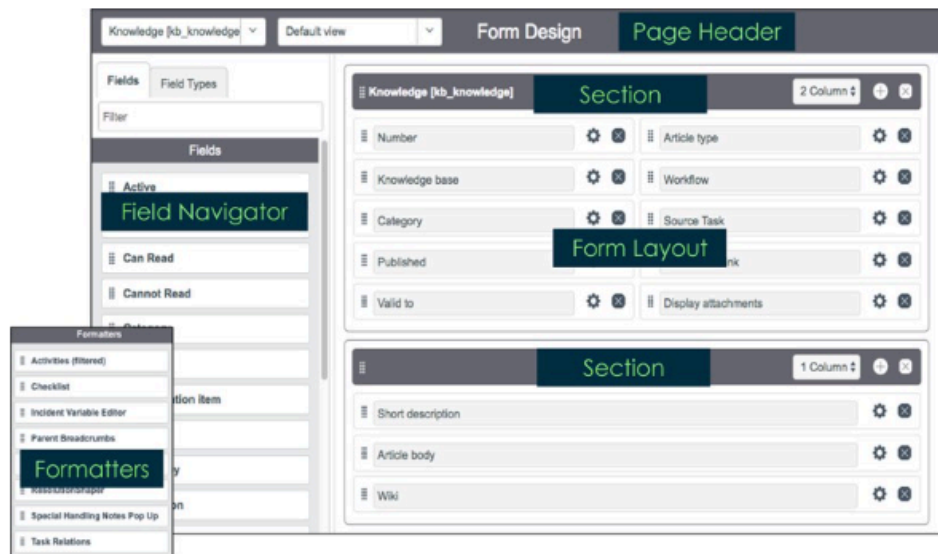 Knowledge [kb_knowledge Default view Form Design Page Header
Fields Field Types
Filter
Fields
Active
Field Navigator
Can Read
Cannot Read
Knowledge [kb_knowledge] Section 2 Column
Number Article type
Knowledge base Workflow
Category Source Task
Form Layout
Published
Valid to Display attachments
Section 1 Column
Short description
Article body
Wiki
Formatters
Activities (filtered)
Checklist
Incident Variable Editor
Parent Breadcrumbs
Formatters
Special Handling Notes Pop Up
Task Relations